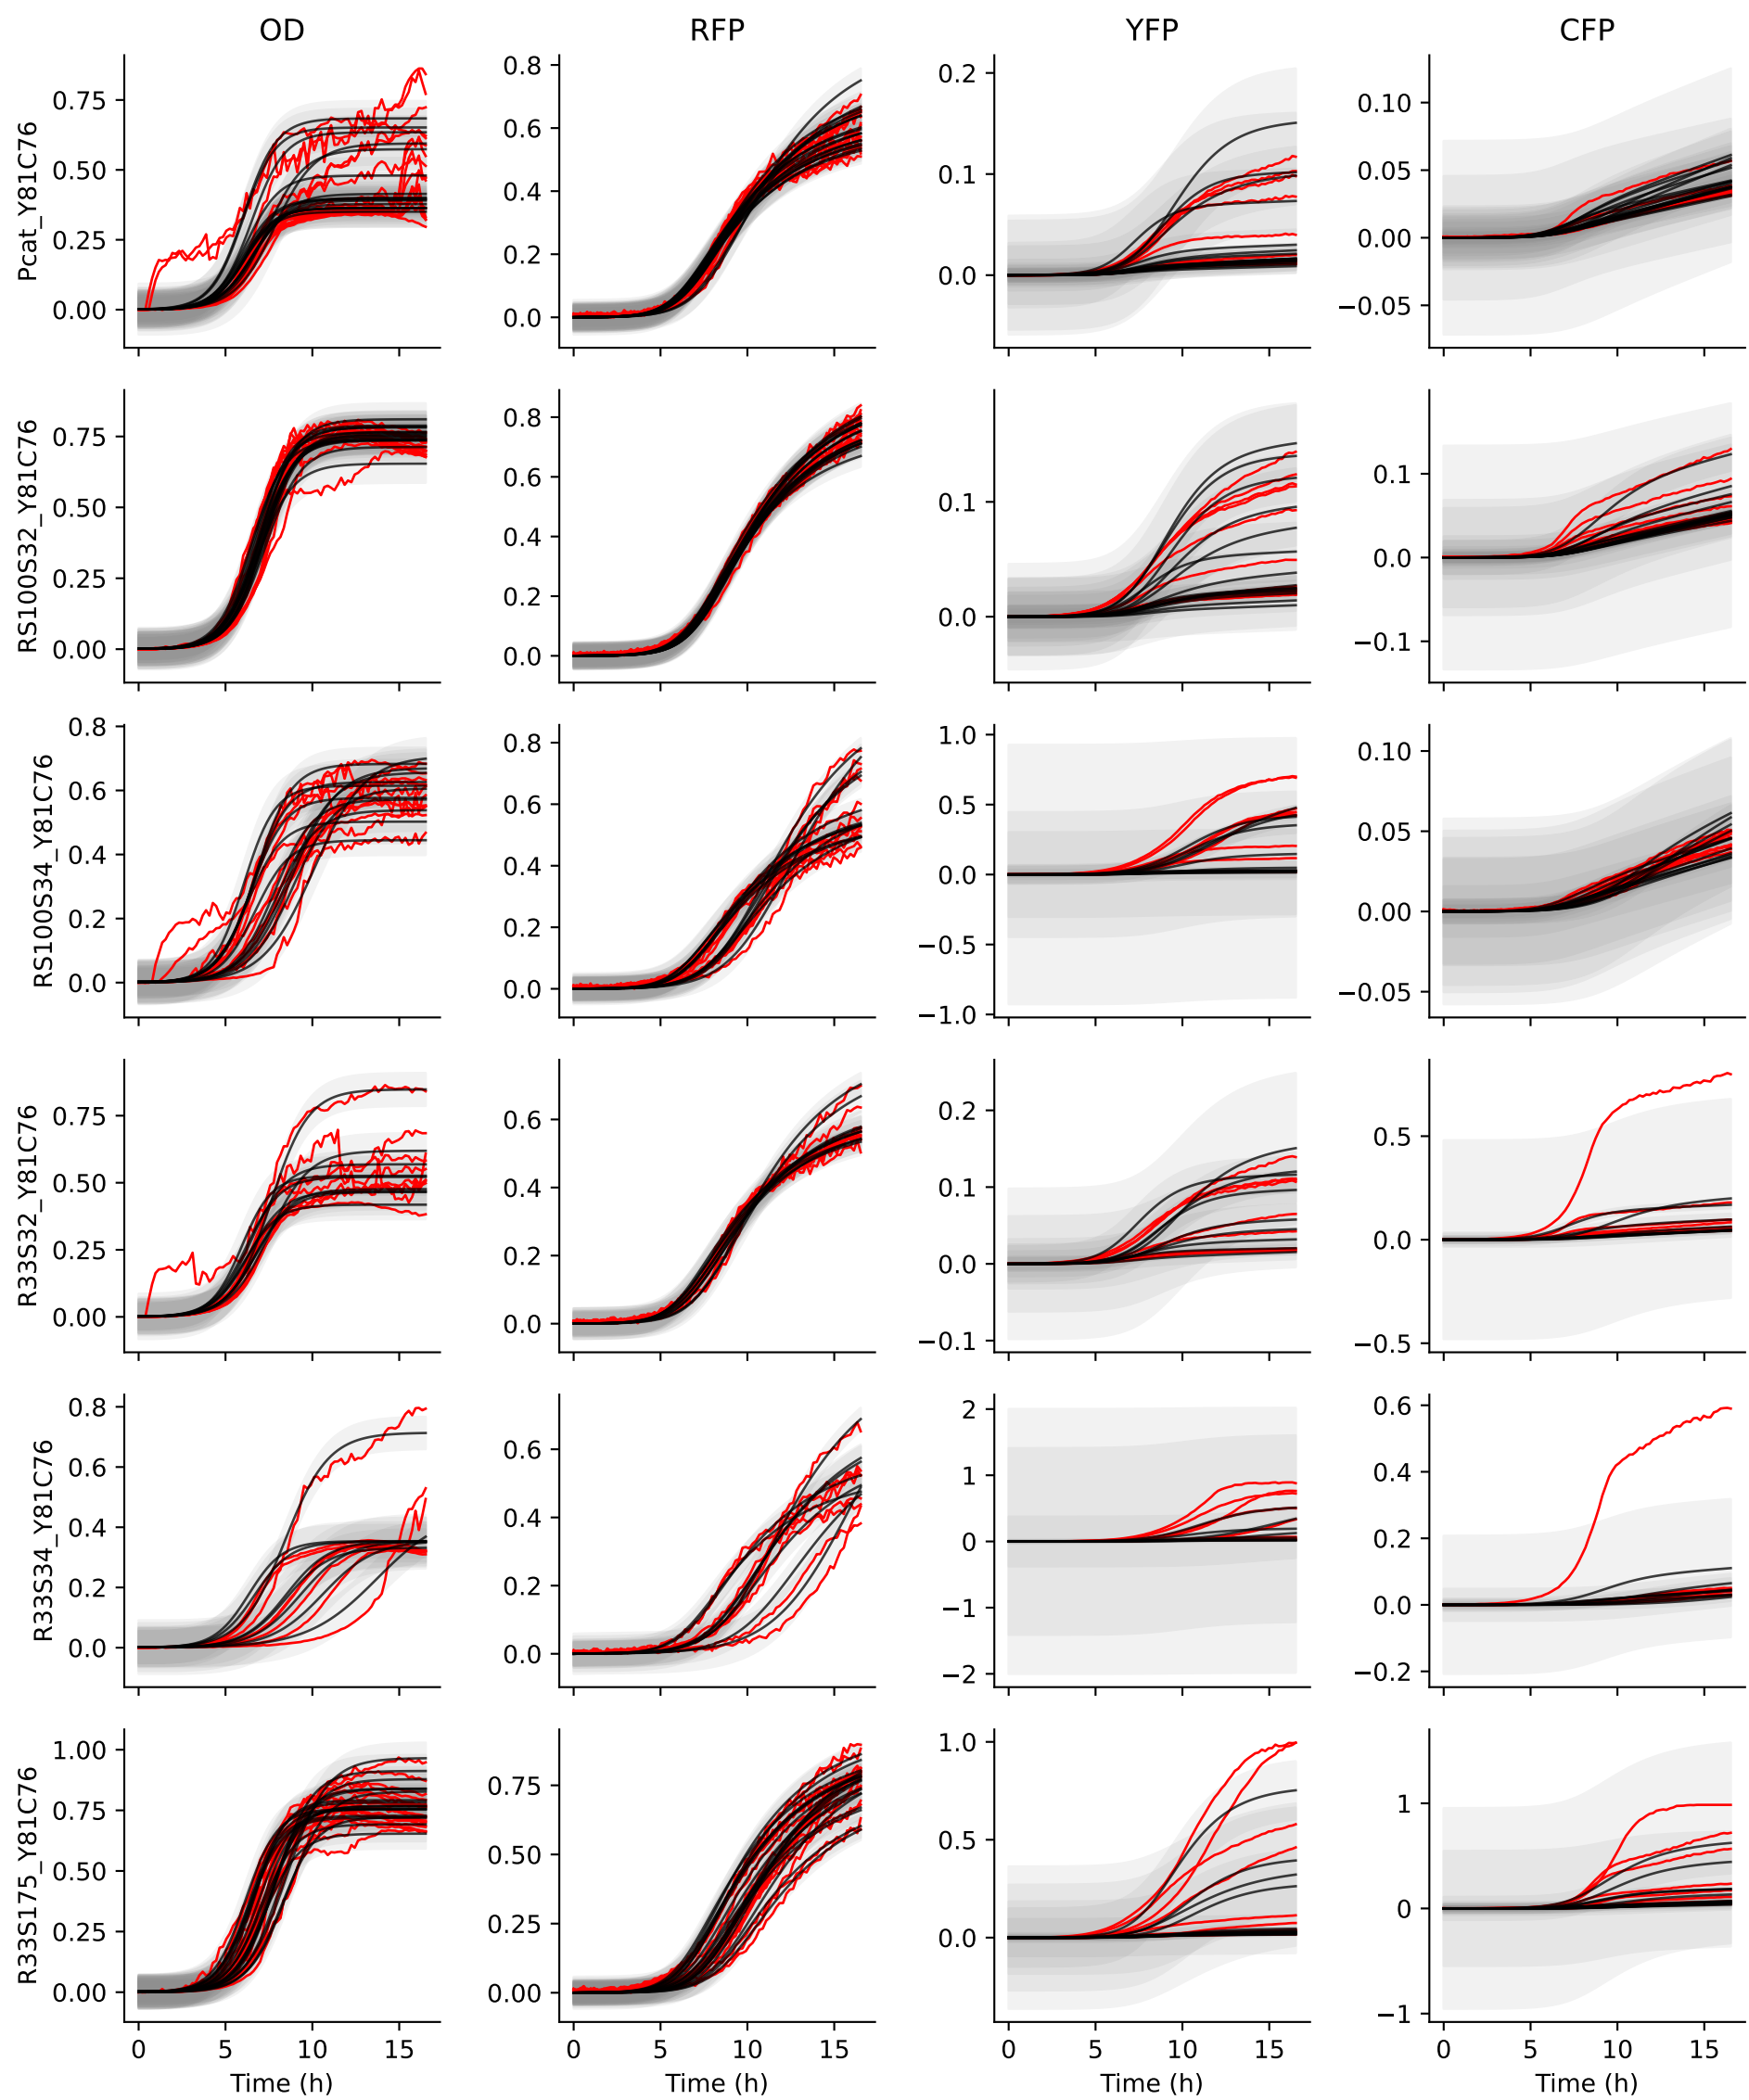 OD RFP YFP CFP
Pcat_Y81C76
0.75 0.50 0.25 0.00
0.8 0.6 0.4 0.2 0.0
0.2 0.1 0.0
0.10 0.05 0.00 −0.05
RS100S32_Y81C76
0.75 0.50 0.25 0.00
0.8 0.6 0.4 0.2 0.0
0.1 0.0
0.1 0.0 −0.1
RS100S34_Y81C76
0.8 0.6 0.4 0.2 0.0
0.8 0.6 0.4 0.2 0.0
1.0 0.5 0.0 −0.5 −1.0
0.10 0.05 0.00 −0.05
R33S32_Y81C76
0.75 0.50 0.25 0.00
0.6 0.4 0.2 0.0
0.2 0.1 0.0 −0.1
0.5 0.0 −0.5
R33S34_Y81C76
0.8 0.6 0.4 0.2 0.0
0.6 0.4 0.2 0.0
2 1 0 −1 −2
0.6 0.4 0.2 0.0 −0.2
R33S175_Y81C76
1.00 0.75 0.50 0.25 0.00
0.75 0.50 0.25 0.00
1.0 0.5 0.0
1 0 −1
0 5 10 15 0 5 10 15 0 5 10 15 0 5 10 15
Time (h) Time (h) Time (h) Time (h)